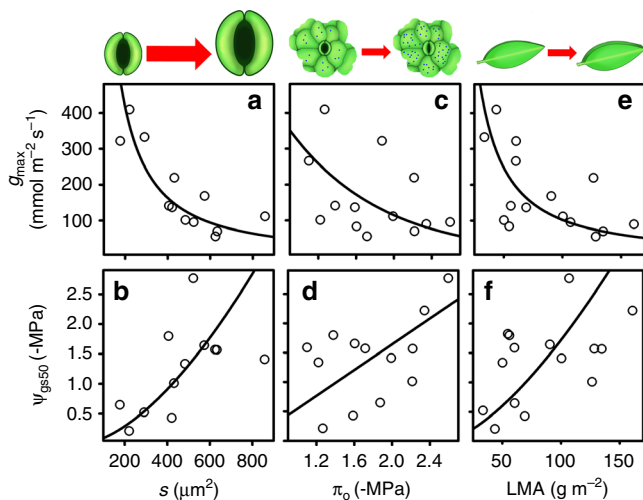 a
c
e
g_max
(mmol m⁻² s⁻¹)
400
300
200
100
b
d
f
Ψ_gs50 (-MPa)
2.5
2.0
1.5
1.0
0.5
200 400 600 800
1.2 1.6 2.0 2.4
50 100 150
s (μm²)
π_o (-MPa)
LMA (g m⁻²)